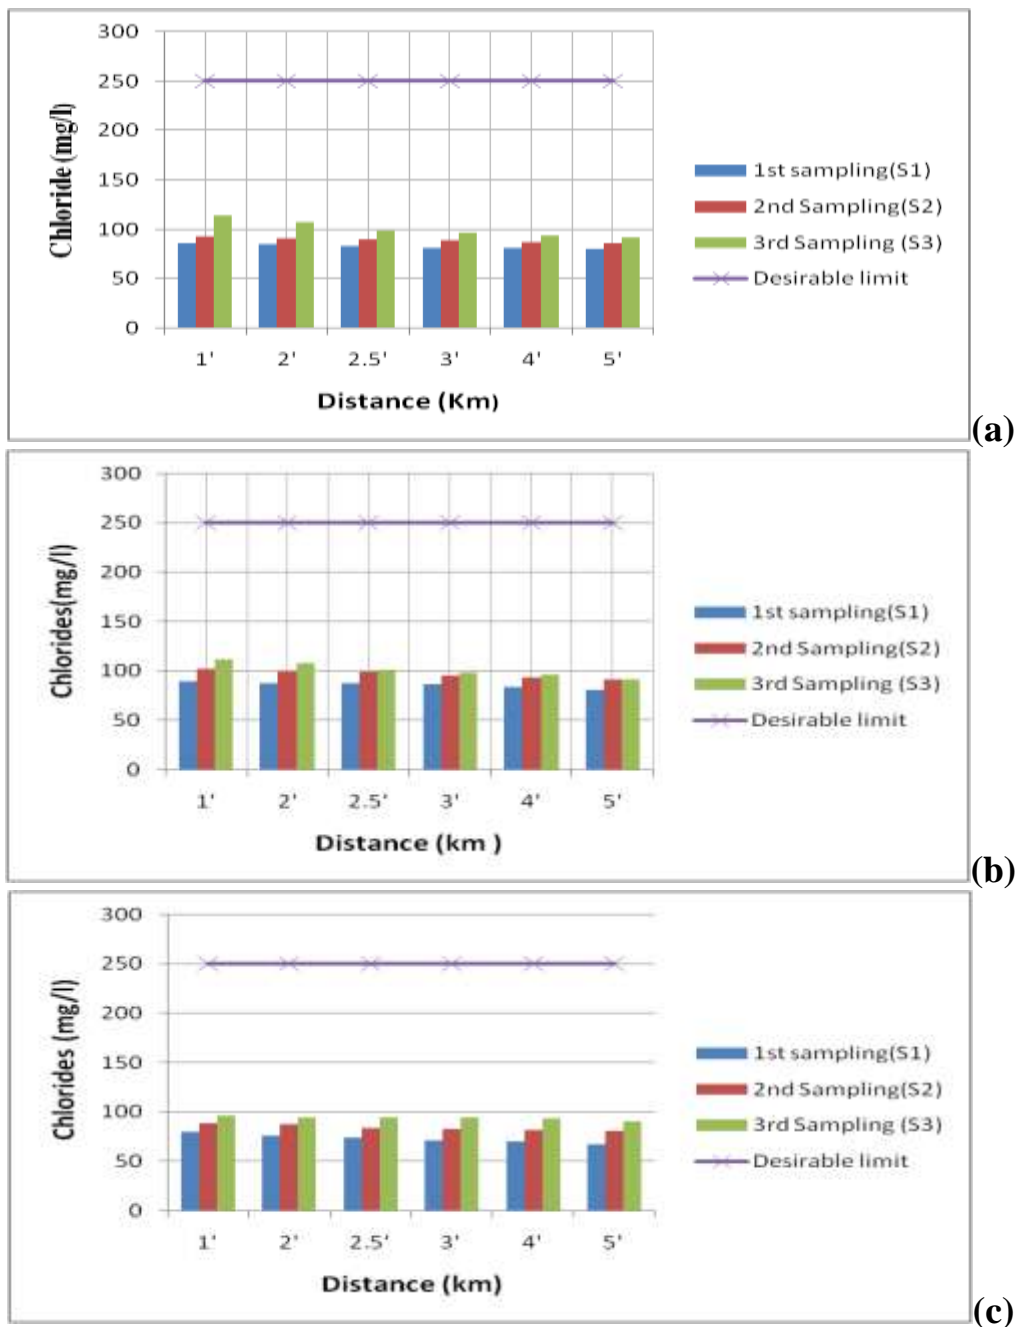 300
250
200
150
100
50
0
Chloride (mg/l)
1' 2' 2.5' 3' 4' 5'
Distance (Km)
1st sampling(S1)
2nd Sampling(S2)
3rd Sampling (S3)
Desirable limit
(a)
300
250
200
150
100
50
0
Chlorides(mg/l)
1' 2' 2.5' 3' 4' 5'
Distance (km )
1st sampling(S1)
2nd Sampling(S2)
3rd Sampling (S3)
Desirable limit
(b)
300
250
200
150
100
50
0
Chlorides (mg/l)
1' 2' 2.5' 3' 4' 5'
Distance (km)
1st sampling(S1)
2nd Sampling(S2)
3rd Sampling (S3)
Desirable limit
(c)